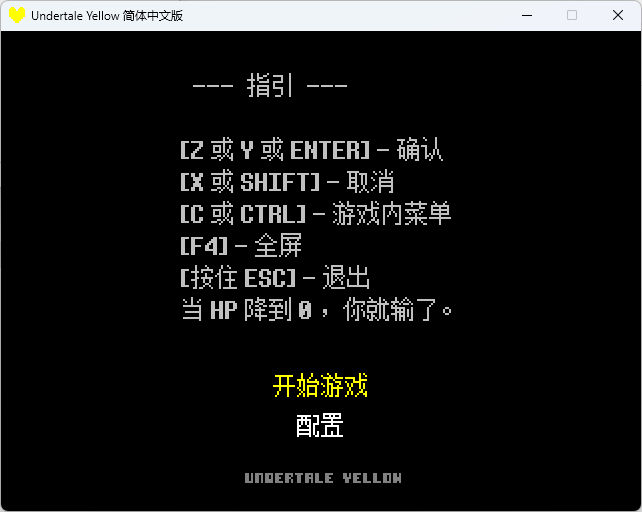 Undertale Yellow 简体中文版
--- 指引 ---
[Z 或 Y 或 ENTER] - 确认
[X 或 SHIFT] - 取消
[C 或 CTRL] - 游戏内菜单
[F4] - 全屏
[按住 ESC] - 退出
当 HP 降到 0，你就输了。
开始游戏
配置
UNDERTALE YELLOW